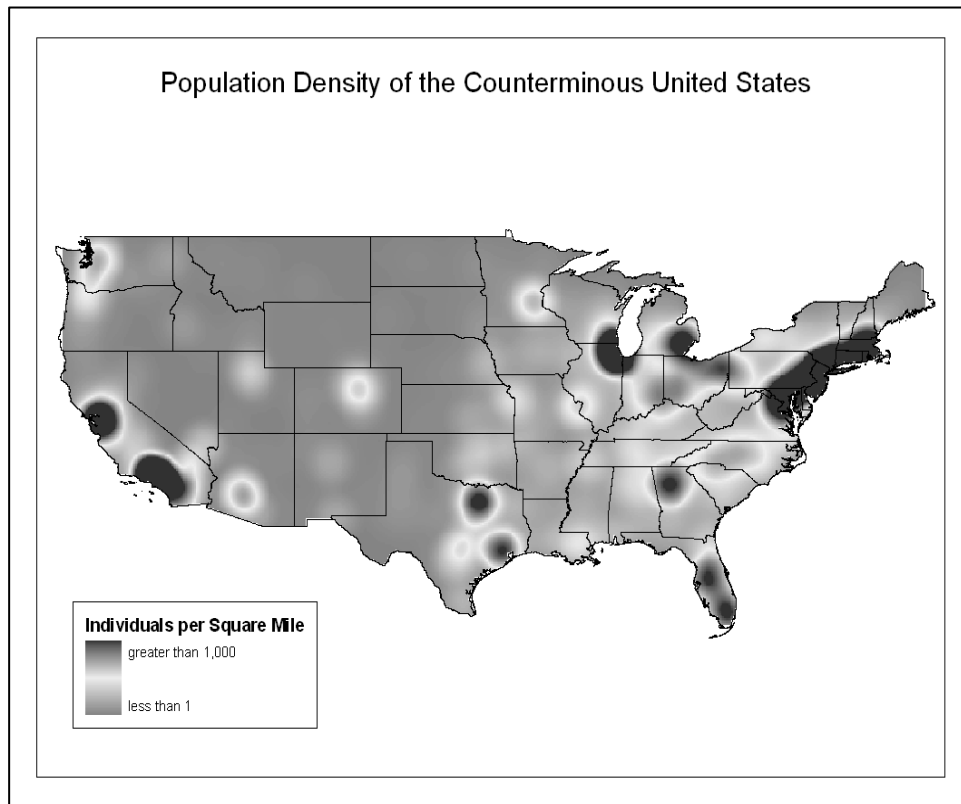 Population Density of the Counterminous United States
Individuals per Square Mile
greater than 1,000
less than 1